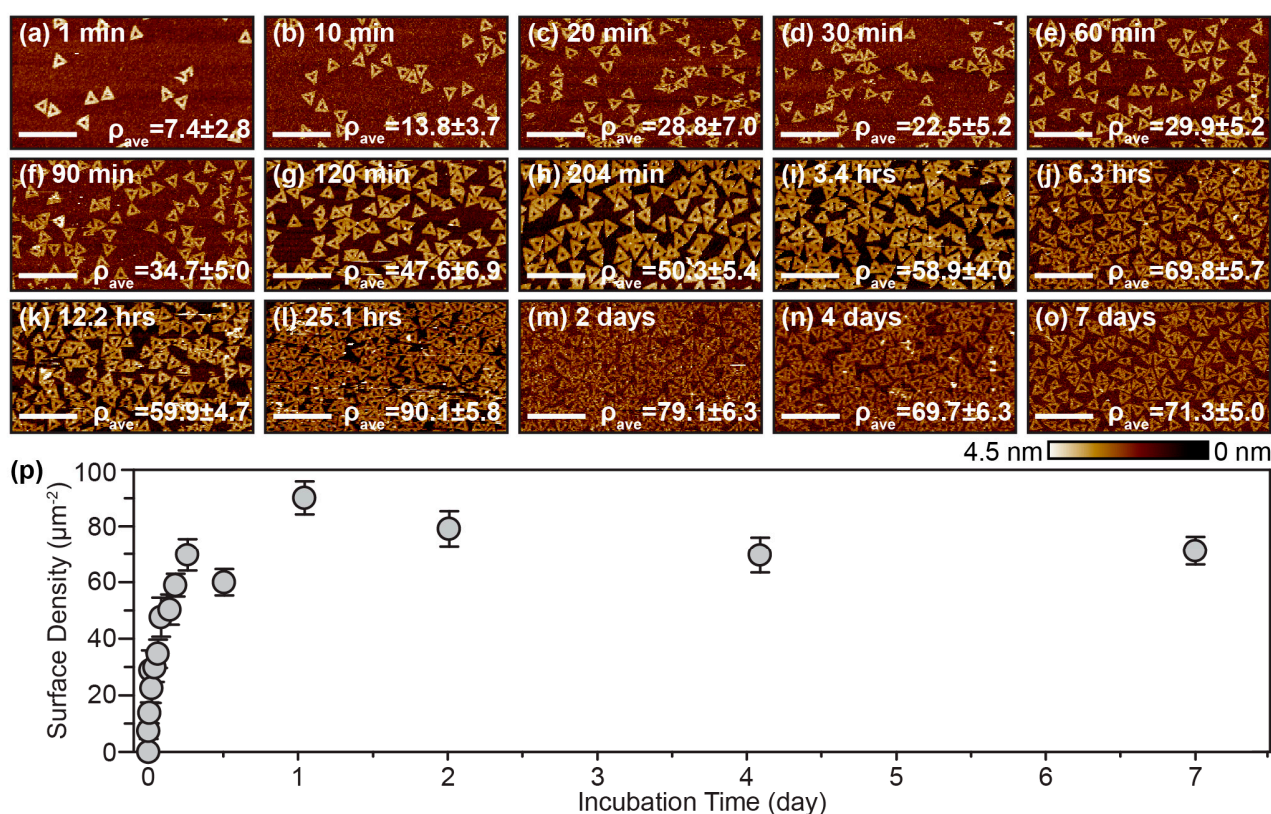 (a) 1 min
ρave=7.4±2.8
(b) 10 min
ρave=13.8±3.7
(c) 20 min
ρave=28.8±7.0
(d) 30 min
ρave=22.5±5.2
(e) 60 min
ρave=29.9±5.2
(f) 90 min
ρave=34.7±5.0
(g) 120 min
ρave=47.6±6.9
(h) 204 min
ρave=50.3±5.4
(i) 3.4 hrs
ρave=58.9±4.0
(j) 6.3 hrs
ρave=69.8±5.7
(k) 12.2 hrs
ρave=59.9±4.7
(l) 25.1 hrs
ρave=90.1±5.8
(m) 2 days
ρave=79.1±6.3
(n) 4 days
ρave=69.7±6.3
(o) 7 days
ρave=71.3±5.0
4.5 nm 0 nm
(p)
Surface Density (μm⁻²)
100
80
60
40
20
0
0 1 2 3 4 5 6 7
Incubation Time (day)